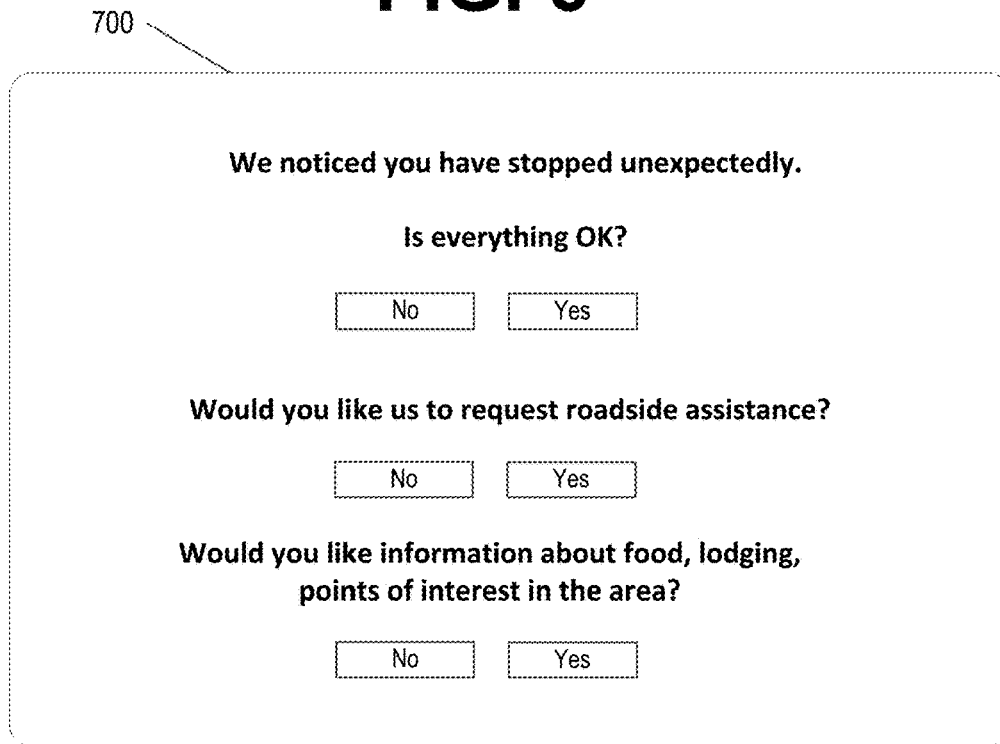 700
We noticed you have stopped unexpectedly.
Is everything OK?
No Yes
Would you like us to request roadside assistance?
No Yes
Would you like information about food, lodging,
points of interest in the area?
No Yes